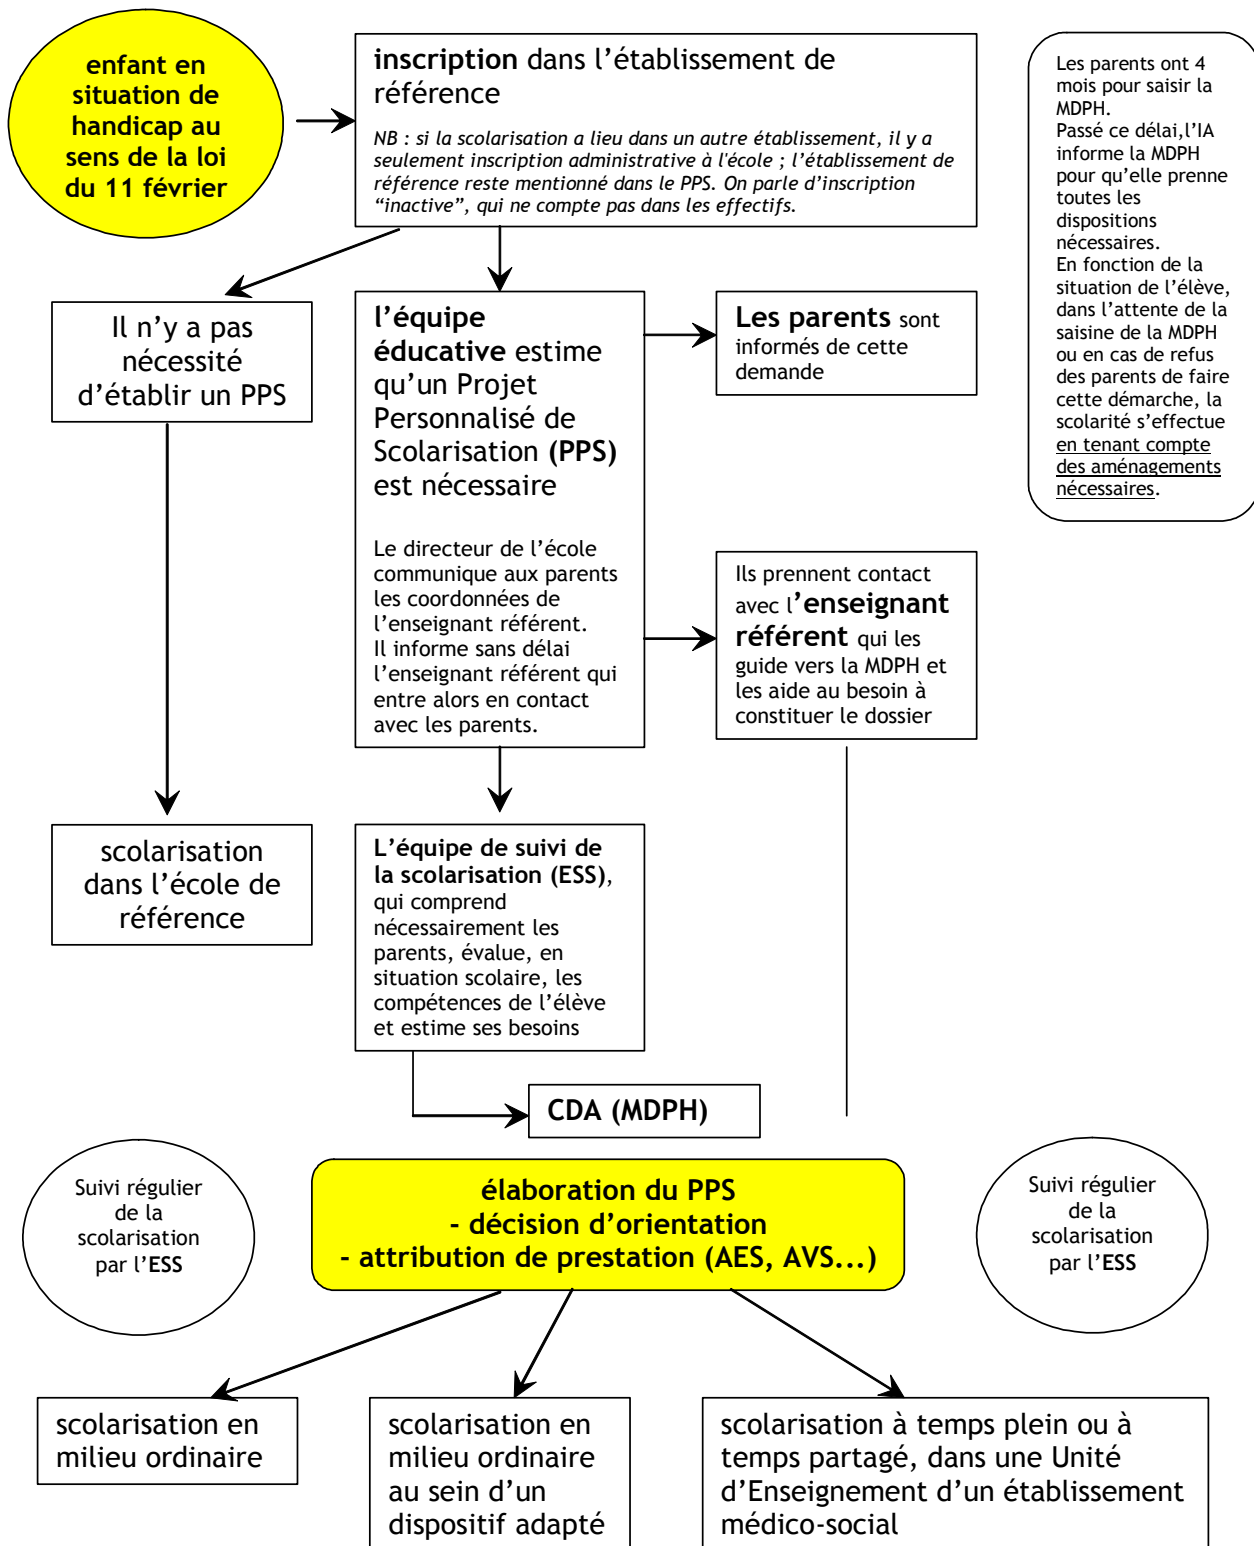 enfant en
situation de
handicap au
sens de la loi
du 11 février
inscription dans l’établissement de
référence
NB : si la scolarisation a lieu dans un autre établissement, il y a
seulement inscription administrative à l'école ; l’établissement de
référence reste mentionné dans le PPS. On parle d’inscription
“inactive”, qui ne compte pas dans les effectifs.
Les parents ont 4
mois pour saisir la
MDPH.
Passé ce délai,l’IA
informe la MDPH
pour qu’elle prenne
toutes les
dispositions
nécessaires.
En fonction de la
situation de l’élève,
dans l’attente de la
saisine de la MDPH
ou en cas de refus
des parents de faire
cette démarche, la
scolarité s’effectue
en tenant compte
des aménagements
nécessaires.
Il n’y a pas
nécessité
d’établir un PPS
l’équipe
éducative estime
qu’un Projet
Personnalisé de
Scolarisation (PPS)
est nécessaire
Le directeur de l’école
communique aux parents
les coordonnées de
l’enseignant référent.
Il informe sans délai
l’enseignant référent qui
entre alors en contact
avec les parents.
Les parents sont
informés de cette
demande
Ils prennent contact
avec l’enseignant
référent qui les
guide vers la MDPH et
les aide au besoin à
constituer le dossier
scolarisation
dans l’école de
référence
L’équipe de suivi de
la scolarisation (ESS),
qui comprend
nécessairement les
parents, évalue, en
situation scolaire, les
compétences de l’élève
et estime ses besoins
CDA (MDPH)
Suivi régulier
de la
scolarisation
par l’ESS
élaboration du PPS
- décision d’orientation
- attribution de prestation (AES, AVS...)
Suivi régulier
de la
scolarisation
par l’ESS
scolarisation en
milieu ordinaire
scolarisation en
milieu ordinaire
au sein d’un
dispositif adapté
scolarisation à temps plein ou à
temps partagé, dans une Unité
d’Enseignement d’un établissement
médico-social